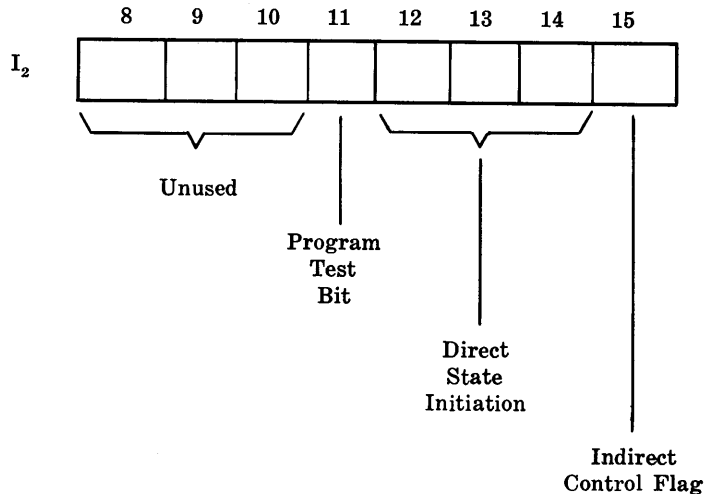 8 9 10 11 12 13 14 15
I₂
Unused
Program
Test
Bit
Direct
State
Initiation
Indirect
Control Flag